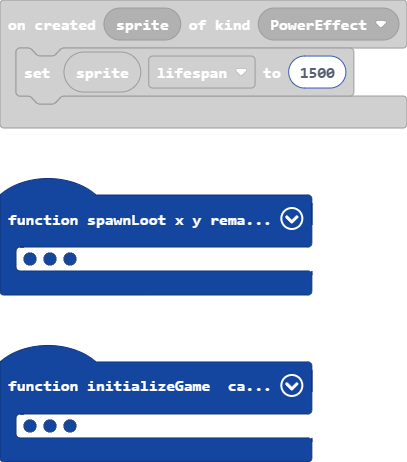 on created sprite of kind PowerEffect
set sprite lifespan to 1500
function spawnLoot x y rema...
function initializeGame ca...